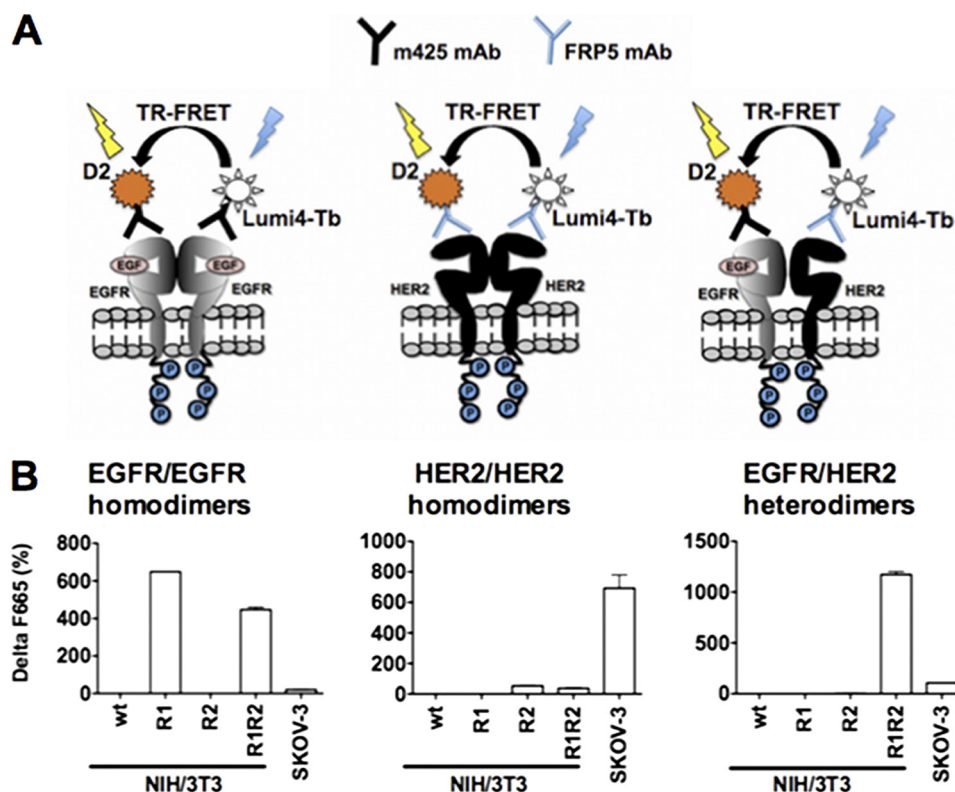 A
m425 mAb FRP5 mAb
TR-FRET TR-FRET TR-FRET
D2 D2 D2
Lumi4-Tb Lumi4-Tb Lumi4-Tb
EGF EGF EGF
EGFR EGFR HER2 HER2 EGFR HER2
P P P P P P
P P P P P P
P P P P P P
B
EGFR/EGFR
homodimers
Delta F665 (%)
800
600
400
200
0
wt R1 R2 R1R2 SKOV-3
NIH/3T3
HER2/HER2
homodimers
1000
800
600
400
200
0
wt R1 R2 R1R2 SKOV-3
NIH/3T3
EGFR/HER2
heterodimers
1500
1000
500
0
wt R1 R2 R1R2 SKOV-3
NIH/3T3